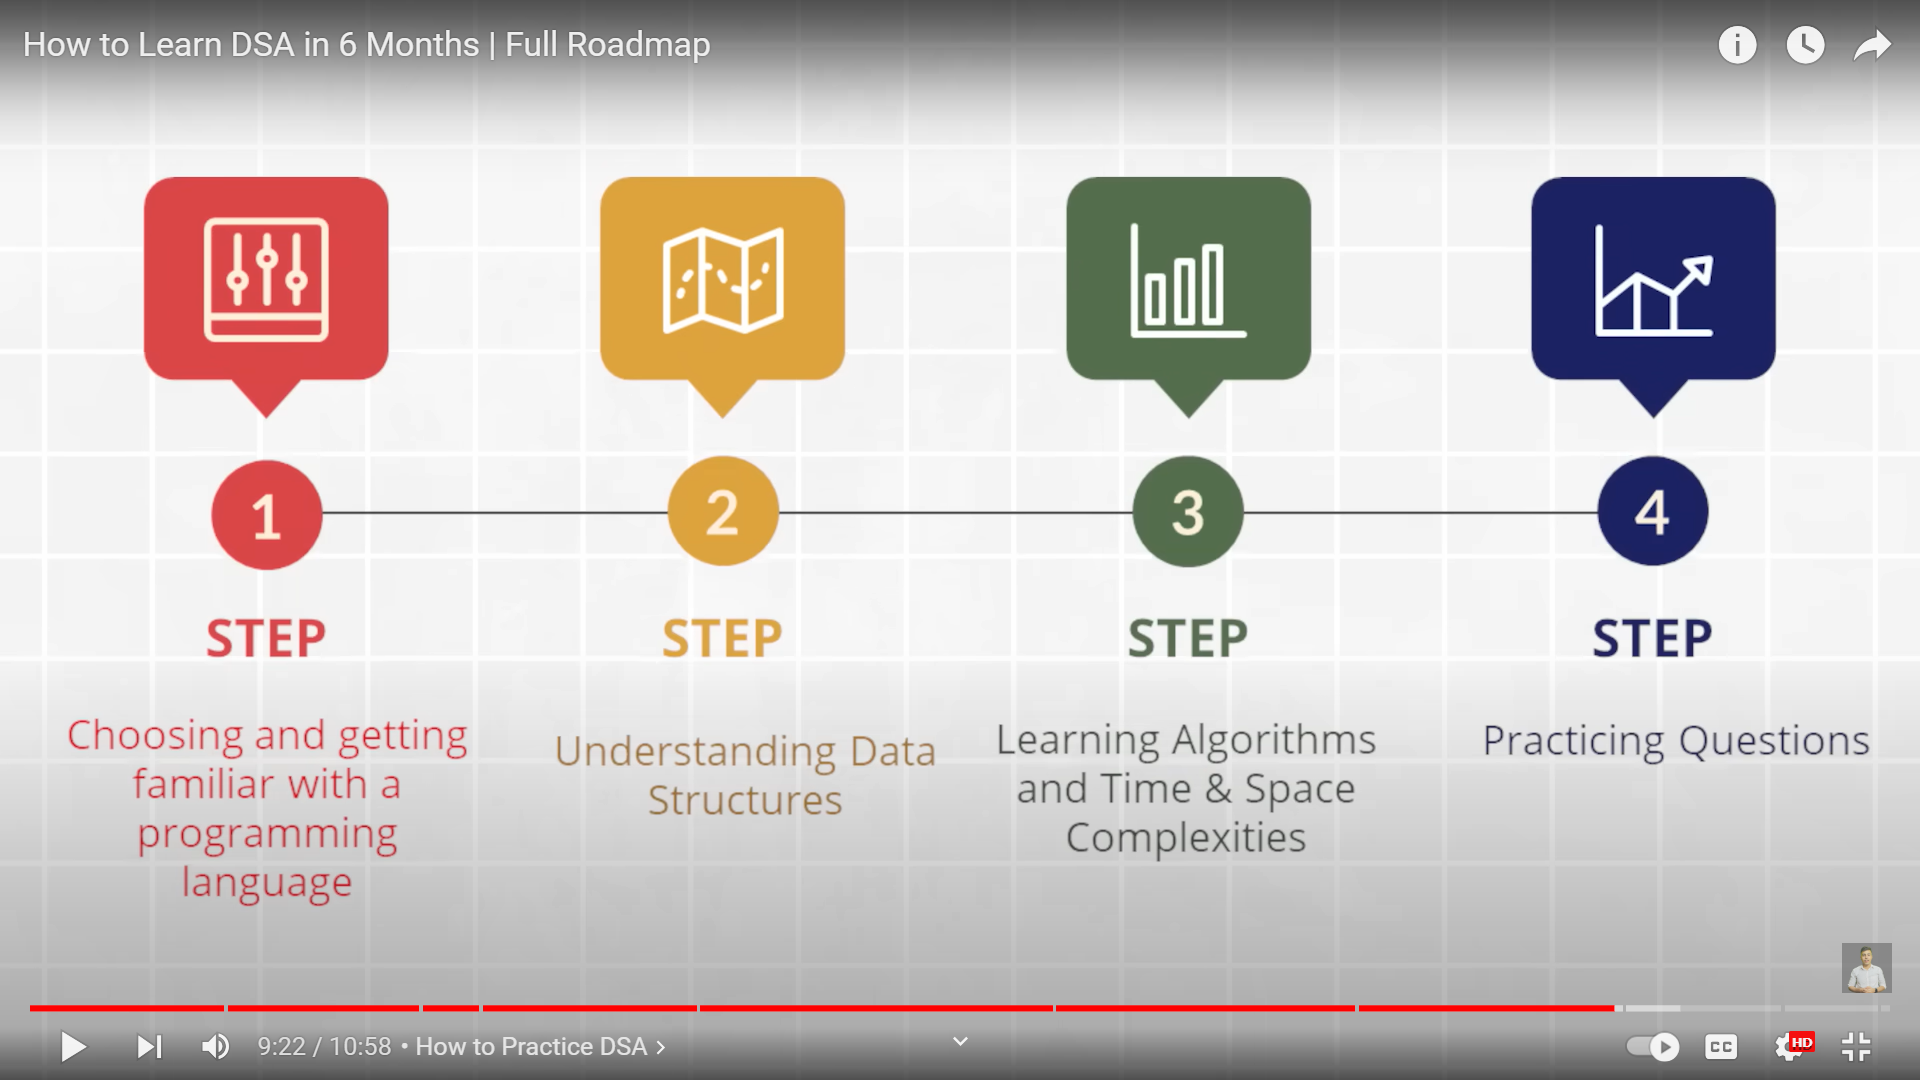 How to Learn DSA in 6 Months | Full Roadmap
1
2
3
4
STEP
STEP
STEP
STEP
Choosing and getting
familiar with a
programming
language
Understanding Data
Structures
Learning Algorithms
and Time & Space
Complexities
Practicing Questions
9:22 / 10:58 • How to Practice DSA
CC
HD